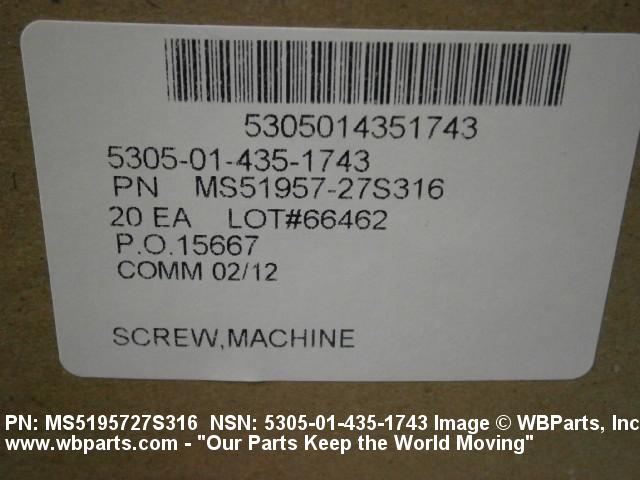 5305014351743
5305-01-435-1743
PN MS51957-27S316
20 EA LOT#66462
P.O.15667
COMM 02/12
SCREW,MACHINE
PN: MS5195727S316 NSN: 5305-01-435-1743 Image © WBParts, Inc
www.wbparts.com - "Our Parts Keep the World Moving"